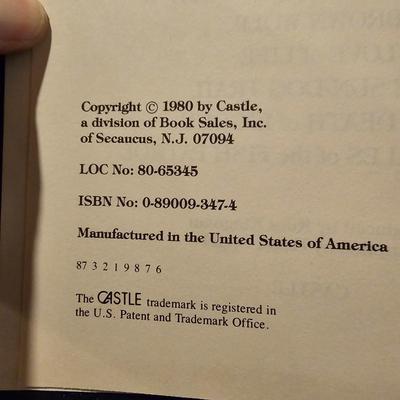 Copyright © 1980 by Castle,
a division of Book Sales, Inc.
of Secaucus, N.J. 07094
LOC No: 80-65345
ISBN No: 0-89009-347-4
Manufactured in the United States of America
87 3 2 1 9 8 7 6
The CASTLE trademark is registered in
the U.S. Patent and Trademark Office.